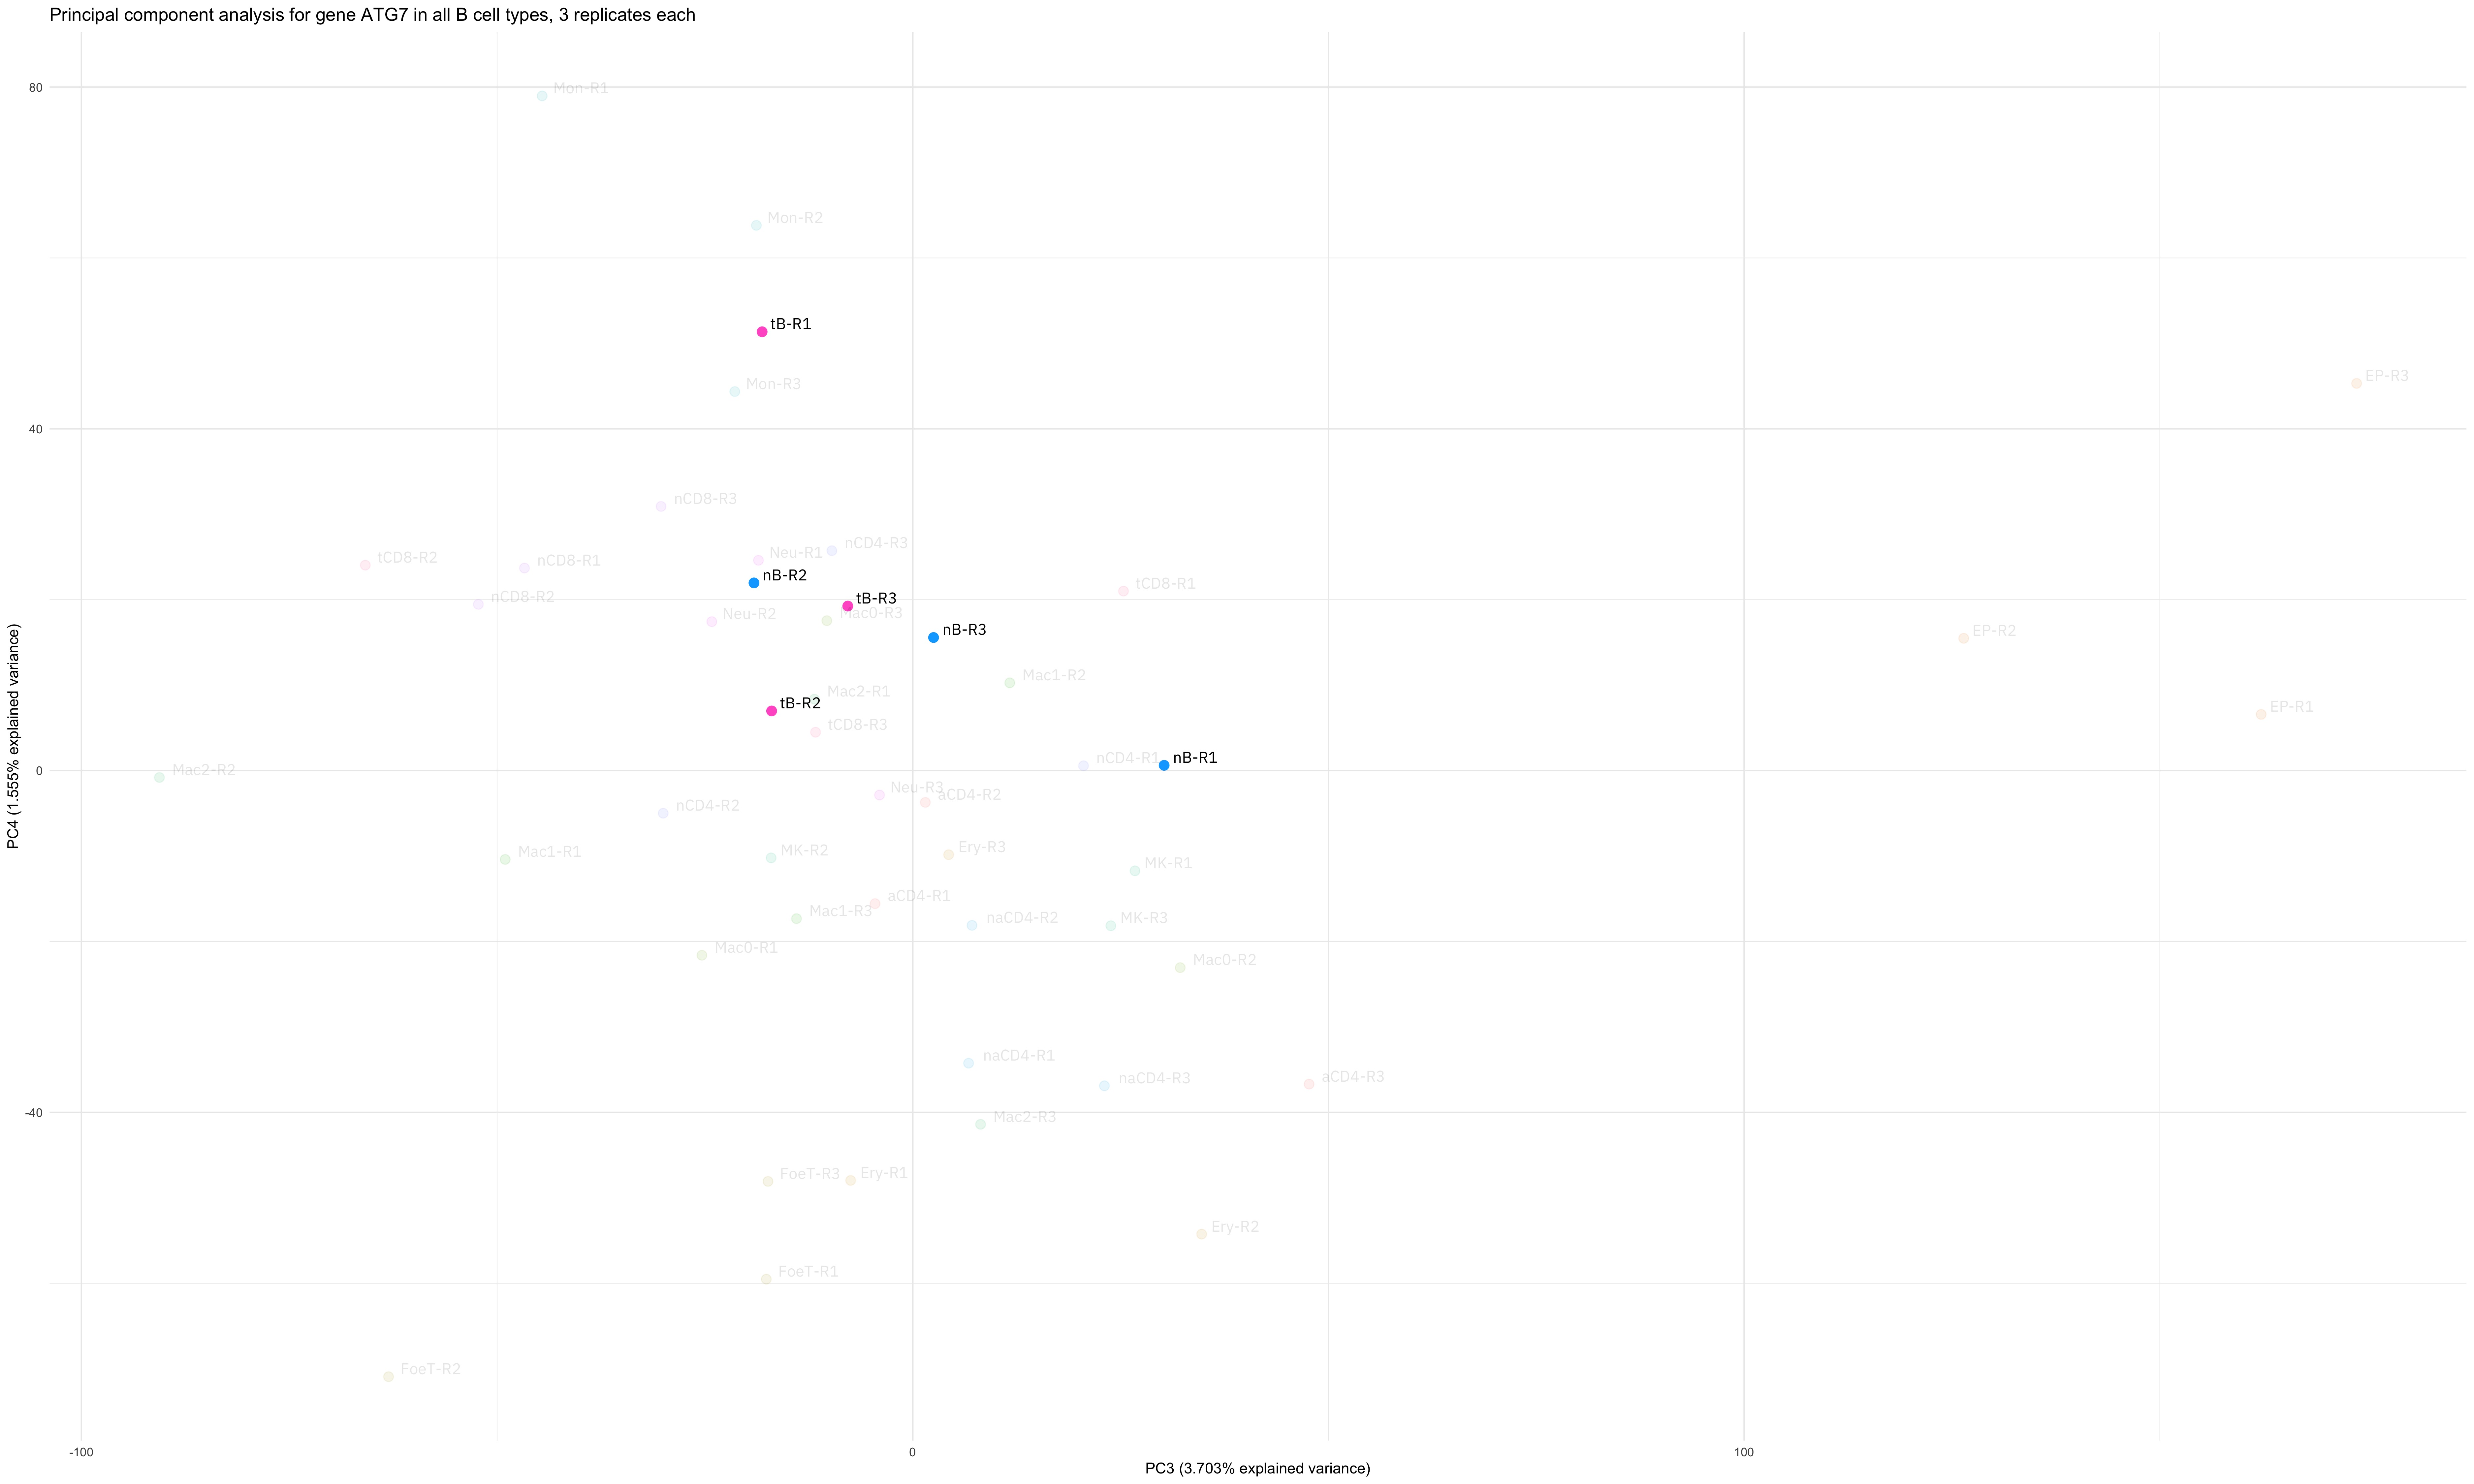 Principal component analysis for gene ATG7 in all B cell types, 3 replicates each
80
Mon-R1
Mon-R2
tB-R1
Mon-R3
EP-R3
40
nCD8-R3
nCD4-R3
Neu-R1
tCD8-R2
nCD8-R1
nB-R2
tCD8-R1
nCD8-R2
tB-R3
Neu-R2
Mac0-R3
nB-R3
EP-R2
Mac1-R2
Mac2-R1
tB-R2
EP-R1
tCD8-R3
nCD4-R1
nB-R1
0
Mac2-R2
Neu-R3
aCD4-R2
nCD4-R2
Ery-R3
MK-R2
Mac1-R1
MK-R1
aCD4-R1
Mac1-R3
naCD4-R2
MK-R3
Mac0-R1
Mac0-R2
naCD4-R1
naCD4-R3
aCD4-R3
-40
Mac2-R3
FoeT-R3
Ery-R1
Ery-R2
FoeT-R1
FoeT-R2
PC4 (1.555% explained variance)
-100
0
100
PC3 (3.703% explained variance)